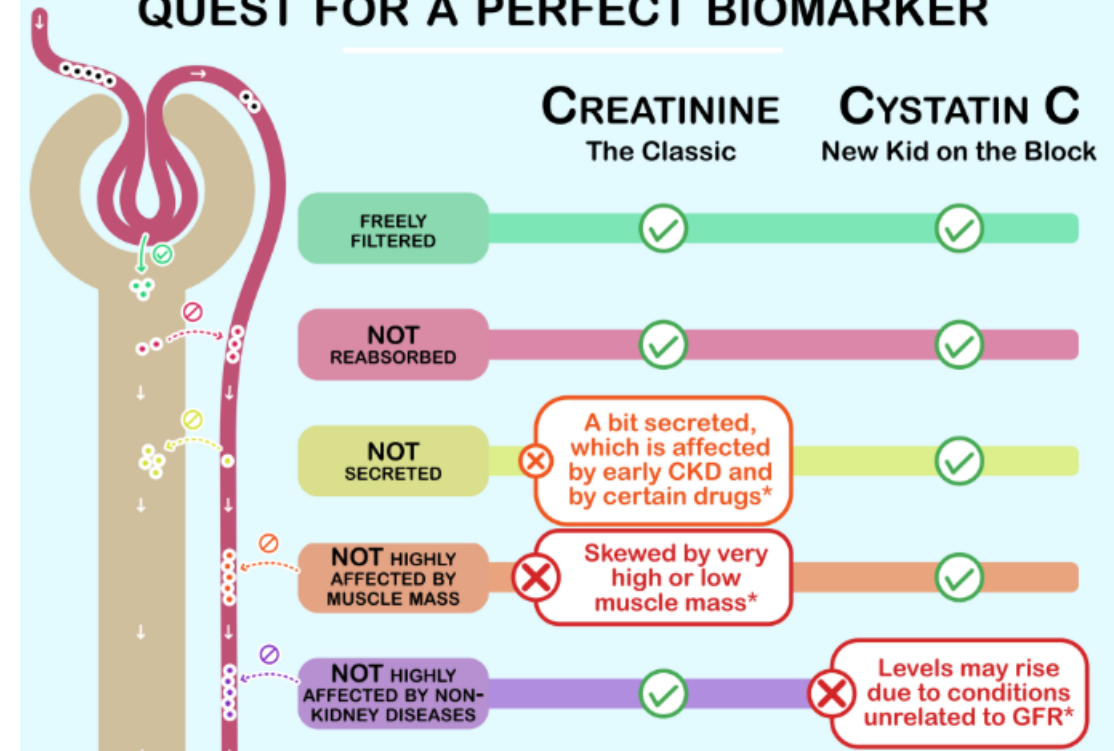 QUEST FOR A PERFECT BIOMARKER
CREATININE
The Classic
CYSTATIN C
New Kid on the Block
FREELY
FILTERED
NOT
REABSORBED
NOT
SECRETED
A bit secreted,
which is affected
by early CKD and
by certain drugs*
NOT HIGHLY
AFFECTED BY
MUSCLE MASS
Skewed by very
high or low
muscle mass*
NOT HIGHLY
AFFECTED BY NON-
KIDNEY DISEASES
Levels may rise
due to conditions
unrelated to GFR*